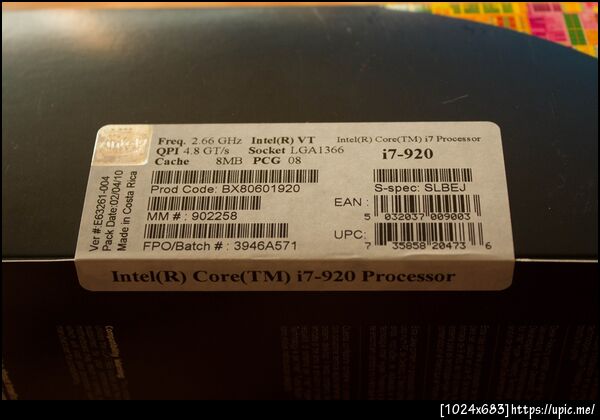 intel
Freq. 2.66 GHz Intel(R) VT Intel(R) Core(TM) i7 Processor
QPI 4.8 GT/s Socket LGA1366 i7-920
Cache 8MB PCG 08
Prod Code: BX80601920 S-spec: SLBEJ
EAN :
MM # : 902258 5 032037 009003
UPC:
FPO/Batch # : 3946A571 7 35858 20473 6
Ver #:E63261-004
Pack Date:02/04/10
Made in Costa Rica
Intel(R) Core(TM) i7-920 Processor
[1024x683]https://upic.me/